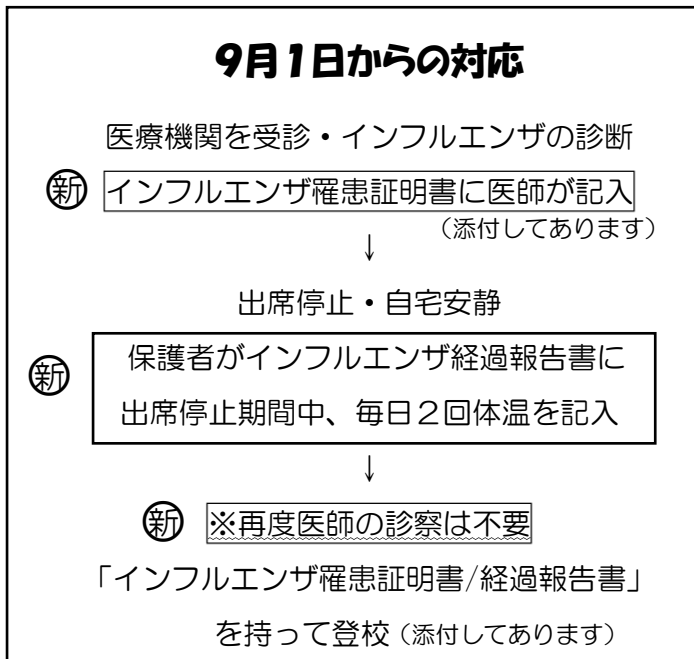 9月1日からの対応
医療機関を受診・インフルエンザの診断
新 インフルエンザ罹患証明書に医師が記入
(添付してあります)
↓
出席停止・自宅安静
新 保護者がインフルエンザ経過報告書に
出席停止期間中、毎日2回体温を記入
↓
新 ※再度医師の診察は不要
「インフルエンザ罹患証明書/経過報告書」
を持って登校(添付してあります)